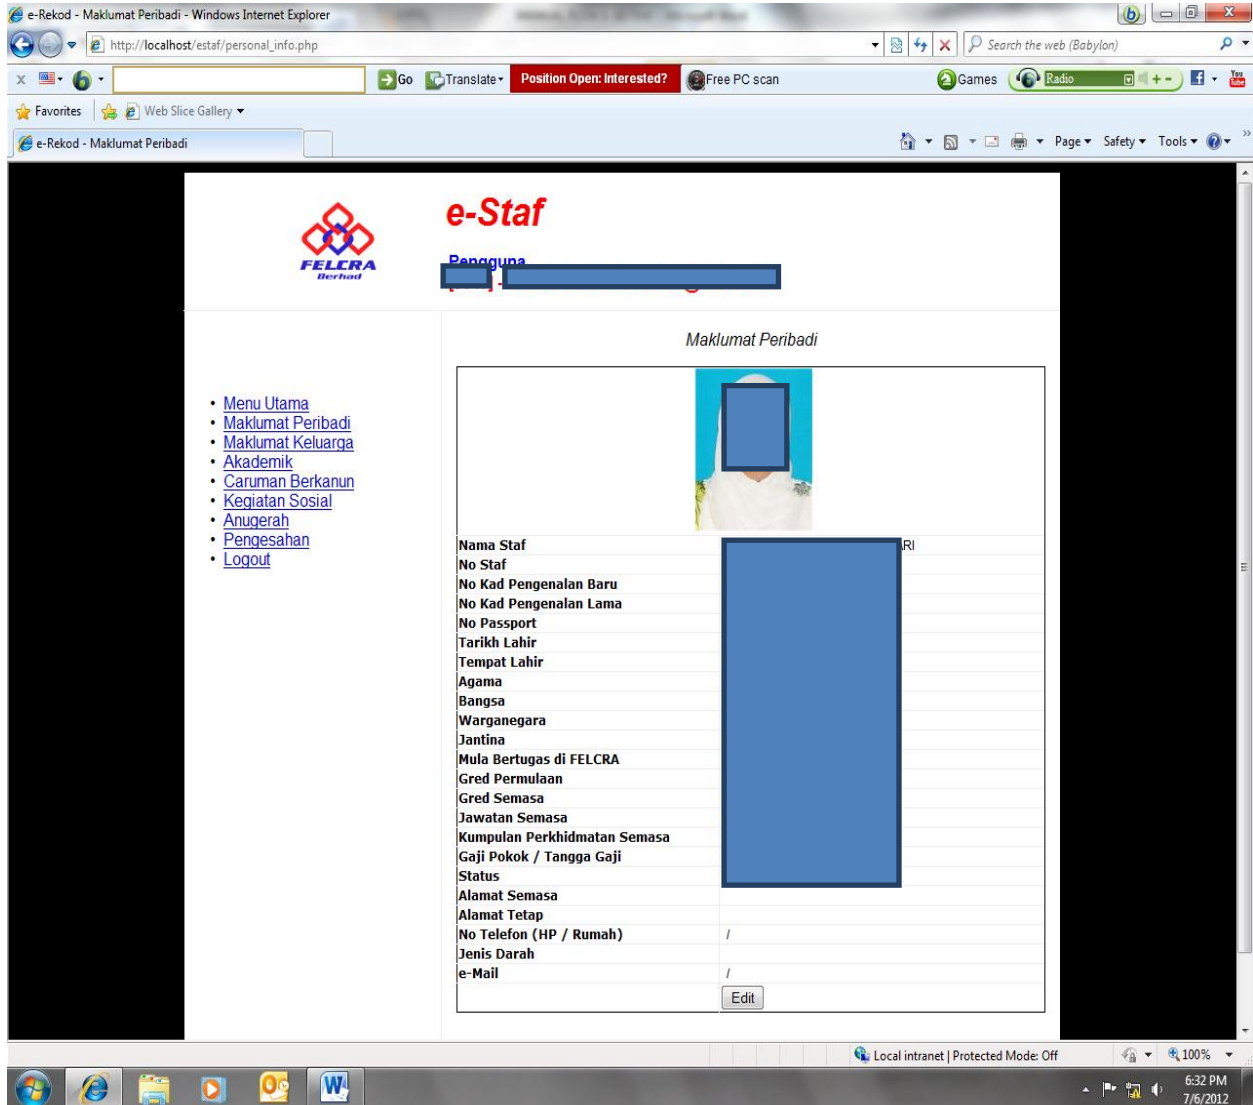 e-Rekod - Maklumat Peribadi - Windows Internet Explorer
http://localhost/estaf/personal_info.php
Search the web (Babylon)
Go Translate Position Open: Interested? Free PC scan Games Radio
Favorites Web Slice Gallery
e-Rekod - Maklumat Peribadi
Page Safety Tools
e-Staf
FELCRA
Berhad
Pengguna
Maklumat Peribadi
• Menu Utama
• Maklumat Peribadi
• Maklumat Keluarga
• Akademik
• Caruman Berkanun
• Kegiatan Sosial
• Anugerah
• Pengesahan
• Logout
Nama Staf
No Staf
No Kad Pengenalan Baru
No Kad Pengenalan Lama
No Passport
Tarikh Lahir
Tempat Lahir
Agama
Bangsa
Warganegara
Jantina
Mula Bertugas di FELCRA
Gred Permulaan
Gred Semasa
Jawatan Semasa
Kumpulan Perkhidmatan Semasa
Gaji Pokok / Tangga Gaji
Status
Alamat Semasa
Alamat Tetap
No Telefon (HP / Rumah) /
Jenis Darah
e-Mail /
Edit
Local intranet | Protected Mode: Off
100%
6:32 PM
7/6/2012